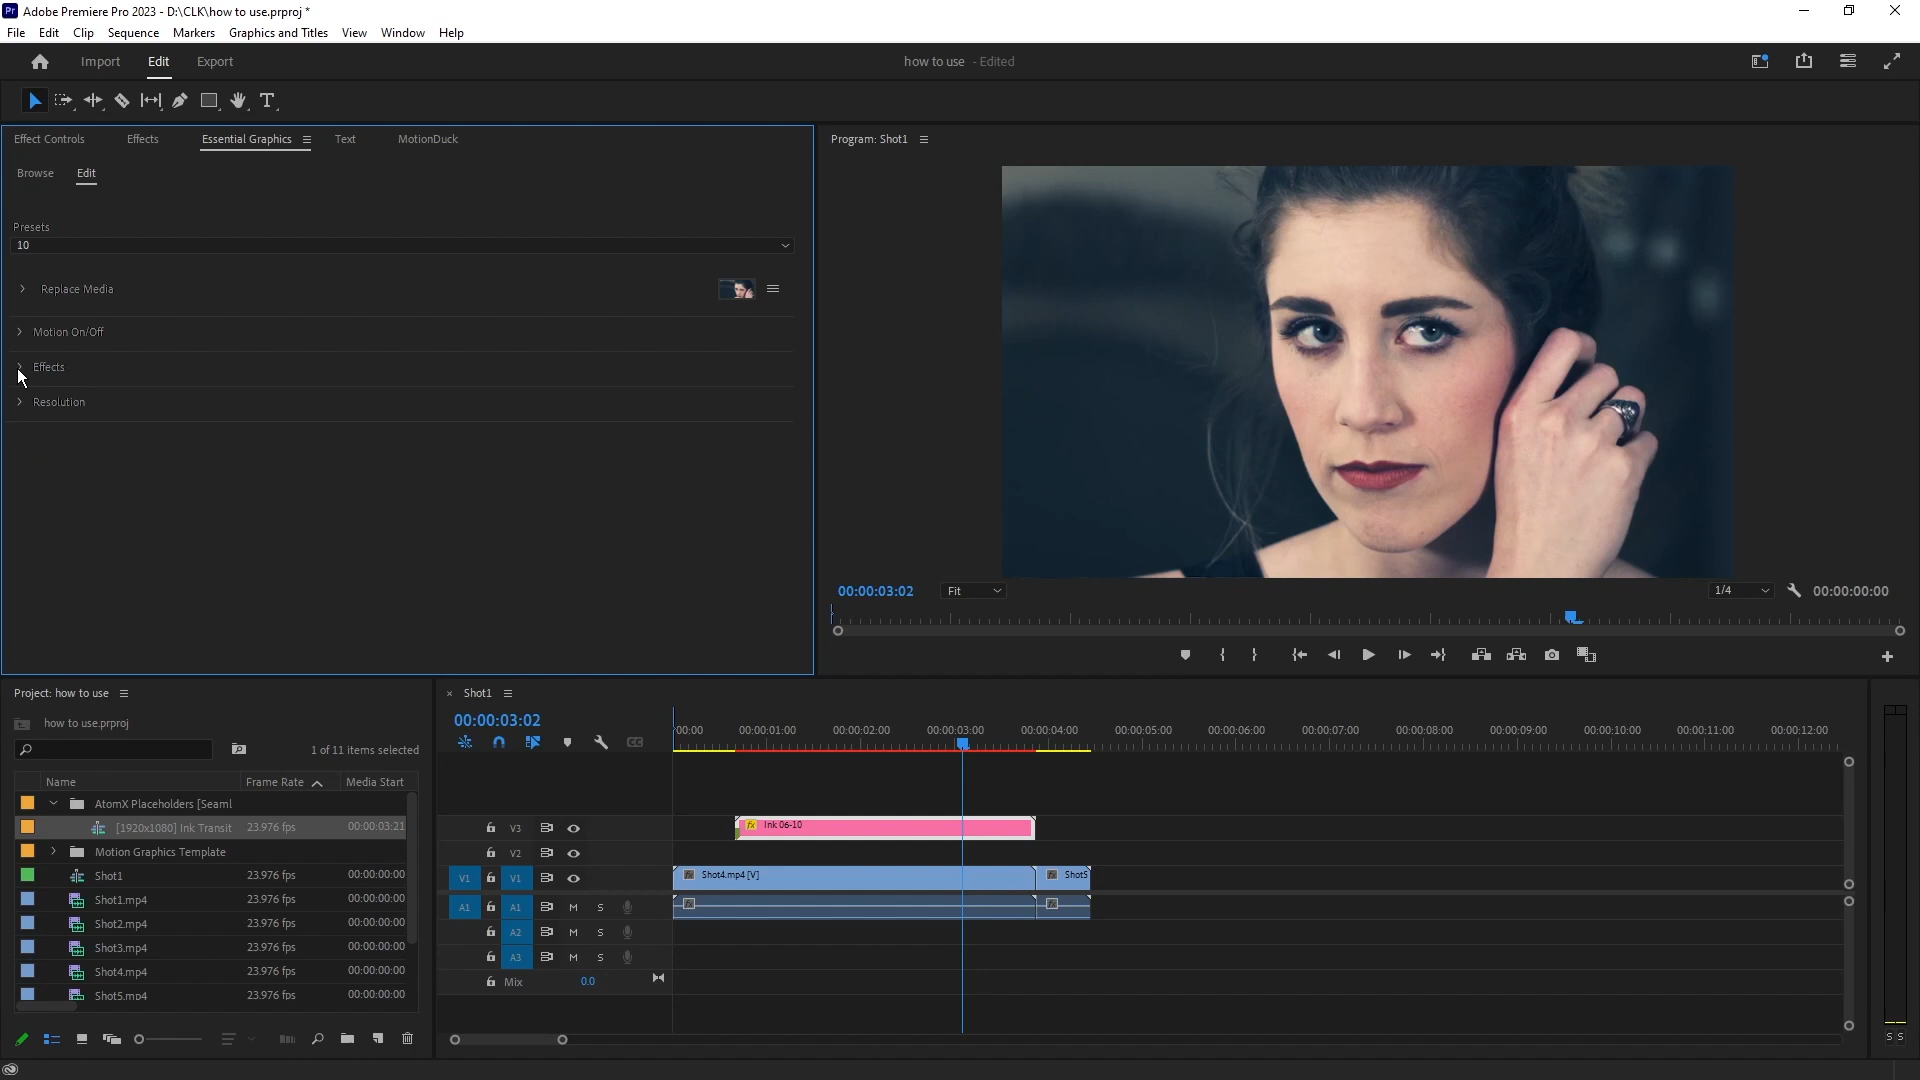 Pr Adobe Premiere Pro 2023 - D:\CLK\how to use.prproj *
File Edit Clip Sequence Markers Graphics and Titles View Window Help
Import Edit Export
how to use - Edited
T
Effect Controls Effects Essential Graphics Text MotionDuck
Browse Edit
Presets
10
Replace Media
Motion On/Off
Effects
Resolution
Program: Shot1
00:00:03:02 Fit 1/4 00:00:00:00
Project: how to use
how to use.prproj
1 of 11 items selected
Name Frame Rate Media Start
AtomX Placeholders [Seaml
[1920x1080] Ink Transit 23.976 fps 00:00:03:21
Motion Graphics Template
Shot1 23.976 fps 00:00:00:00
Shot1.mp4 23.976 fps 00:00:00:00
Shot2.mp4 23.976 fps 00:00:00:00
Shot3.mp4 23.976 fps 00:00:00:00
Shot4.mp4 23.976 fps 00:00:00:00
Shot5.mp4 23.976 fps 00:00:00:00
× Shot1
00:00:03:02
:00:00 00:00:01:00 00:00:02:00 00:00:03:00 00:00:04:00 00:00:05:00 00:00:06:00 00:00:07:00 00:00:08:00 00:00:09:00 00:00:10:00 00:00:11:00 00:00:12:00
CC
V3 fx Ink 06-10
V2
V1 V1 fx Shot4.mp4 [V] fx Shot5
A1 A1 M S fx fx
A2 M S
A3 M S
Mix 0.0
S S